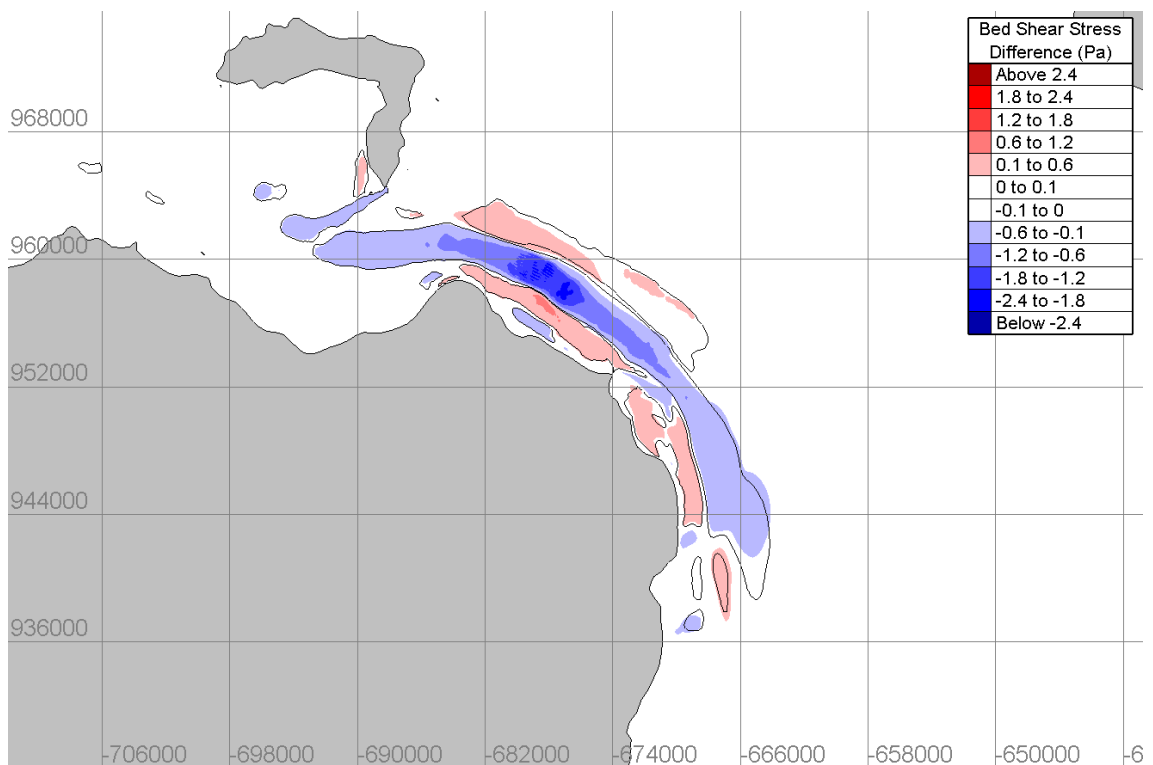 Bed Shear Stress
Difference (Pa)
Above 2.4
1.8 to 2.4
1.2 to 1.8
0.6 to 1.2
0.1 to 0.6
0 to 0.1
-0.1 to 0
-0.6 to -0.1
-1.2 to -0.6
-1.8 to -1.2
-2.4 to -1.8
Below -2.4
968000
960000
952000
944000
936000
-706000 -698000 -690000 -682000 -674000 -666000 -658000 -650000 -6